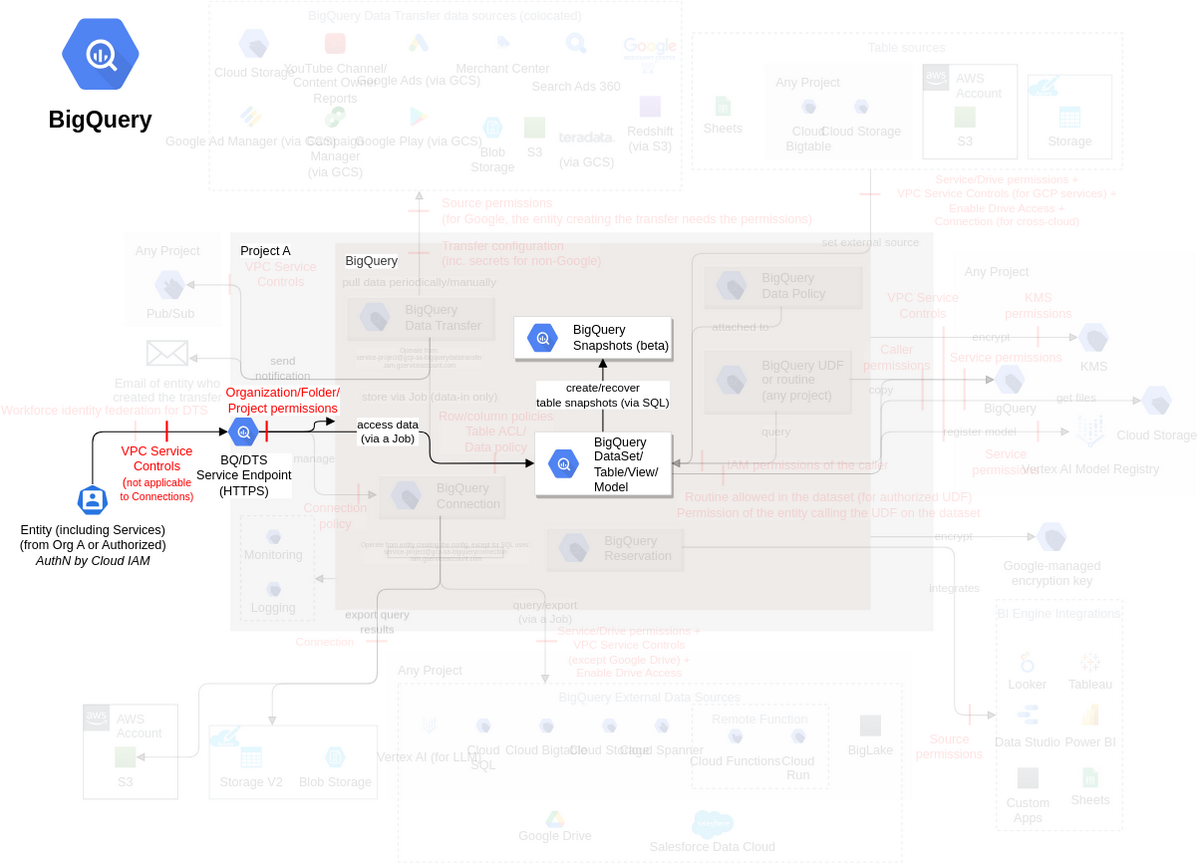 BigQuery
BigQuery Data Transfer data sources (colocated)
Cloud Storage
YouTube Channel/
Content Owner
Reports
Google Ads (via GCS)
Merchant Center
Search Ads 360
Google
Google Ad Manager (via GCS)
Campaign
Manager
(via GCS)
Google Play (via GCS)
Blob
Storage
S3
teradata.
(via GCS)
Redshift
(via S3)
Table sources
Sheets
Any Project
Cloud
Bigtable
Cloud Storage
aws
AWS
Account
S3
Storage
Service/Drive permissions +
VPC Service Controls (for GCP services) +
Enable Drive Access +
Connection (for cross-cloud)
Source permissions
(for Google, the entity creating the transfer needs the permissions)
Transfer configuration
(inc. secrets for non-Google)
set external source
Any Project
Pub/Sub
VPC Service
Controls
Project A
BigQuery
pull data periodically/manually
BigQuery
Data Transfer
BigQuery
Snapshots (beta)
BigQuery
Data Policy
attached to
Any Project
VPC Service
Controls
KMS
permissions
encrypt
KMS
Caller
permissions
Service permissions
BigQuery
copy
get files
Cloud Storage
register model
Service
permissions
Vertex AI Model Registry
send
notification
Email of entity who
created the transfer
Workforce identity federation for DTS
store via Job (data-in only)
Organization/Folder/
Project permissions
create/recover
table snapshots (via SQL)
BigQuery UDF
or routine
(any project)
query
access data
(via a Job)
Row/column policies
Table ACL/
Data policy
BigQuery
DataSet/
Table/View/
Model
IAM permissions of the caller
VPC Service
Controls
(not applicable
to Connections)
BQ/DTS
Service Endpoint
(HTTPS)
manage
Entity (including Services)
(from Org A or Authorized)
AuthN by Cloud IAM
Connection
policy
BigQuery
Connection
Routine allowed in the dataset (for authorized UDF)
Permission of the entity calling the UDF on the dataset
Monitoring
Logging
BigQuery
Reservation
encrypt
Google-managed
encryption key
integrates
export query
results
query/export
(via a Job)
Connection
Service/Drive permissions +
VPC Service Controls
(except Google Drive) +
Enable Drive Access
BI Engine Integrations
Looker
Tableau
Data Studio
Power BI
Custom
Apps
Sheets
Source
permissions
Any Project
BigQuery External Data Sources
Vertex AI (for LLM)
Cloud
SQL
Cloud Bigtable
Cloud Storage
Cloud Spanner
Remote Function
Cloud Functions
Cloud
Run
BigLake
Google Drive
Salesforce Data Cloud
aws
AWS
Account
S3
Storage V2
Blob Storage